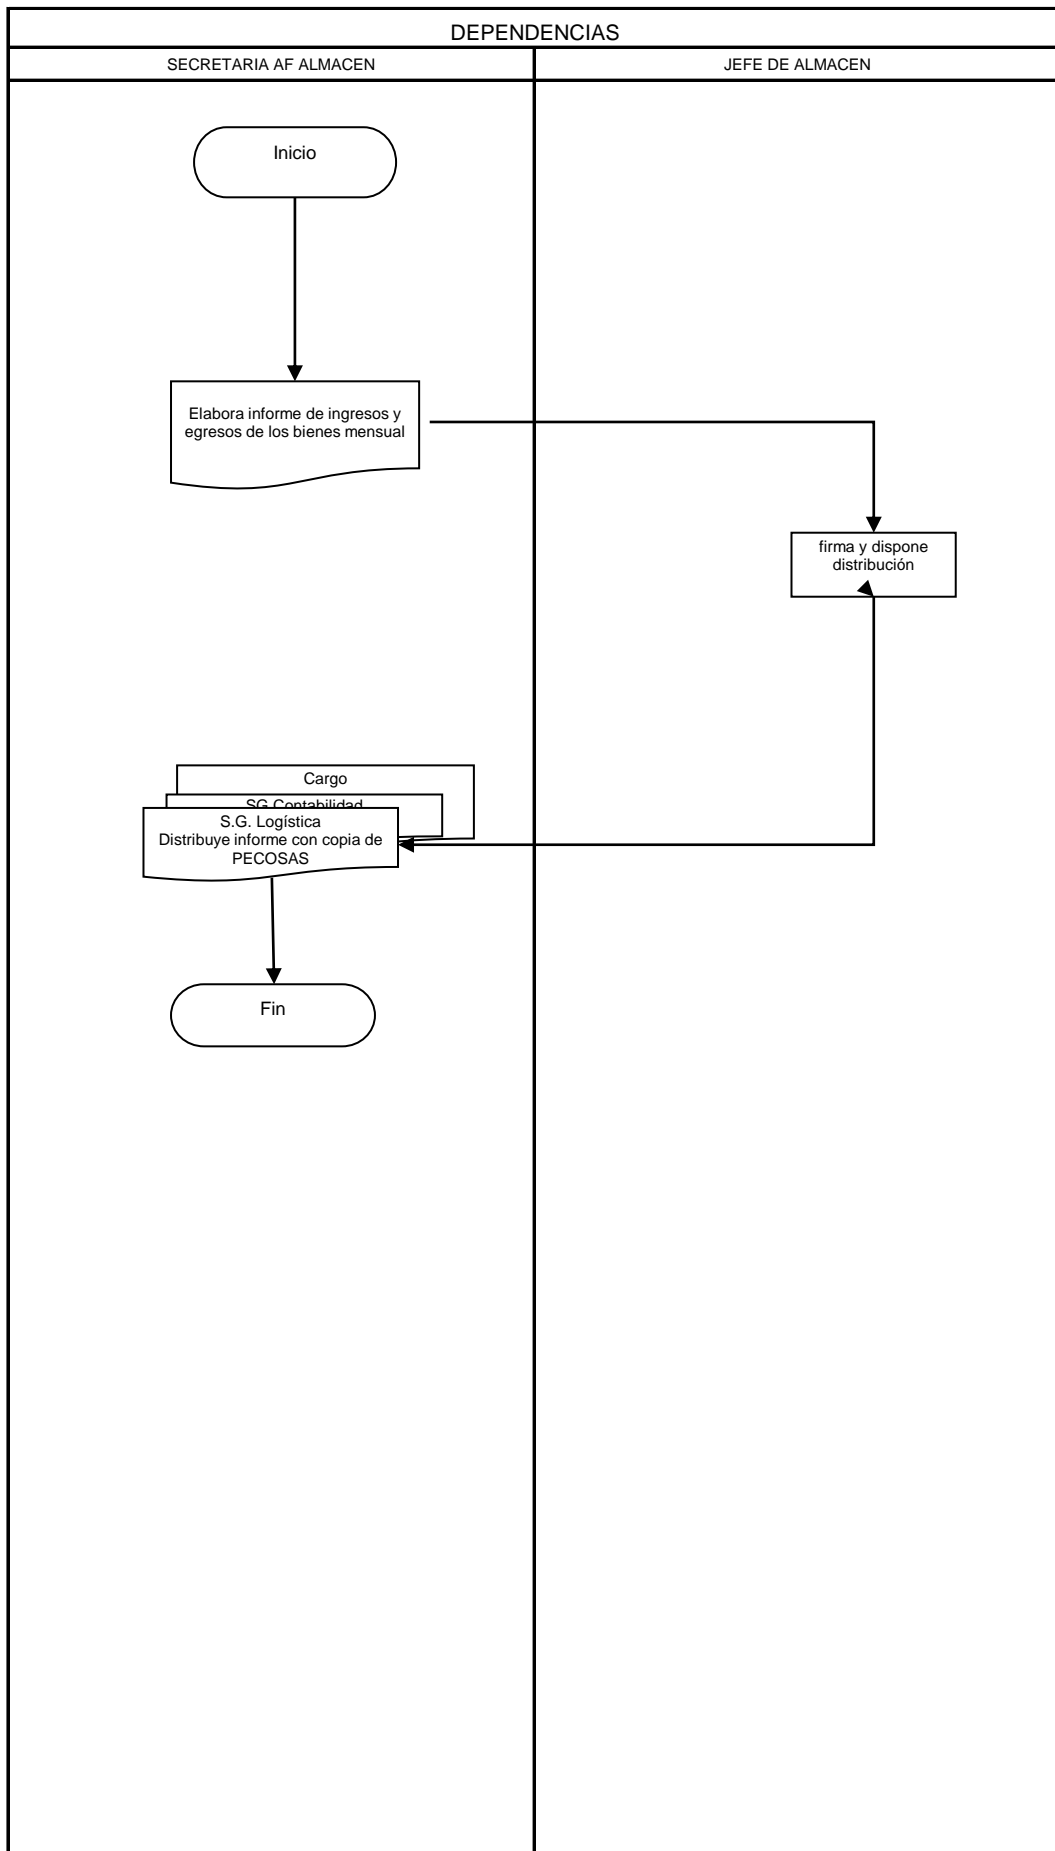 DEPENDENCIAS
SECRETARIA AF ALMACEN
JEFE DE ALMACEN
Inicio
Elabora informe de ingresos y
egresos de los bienes mensual
firma y dispone
distribución
Cargo
SG Contabilidad
S.G. Logística
Distribuye informe con copia de
PECOSAS
Fin